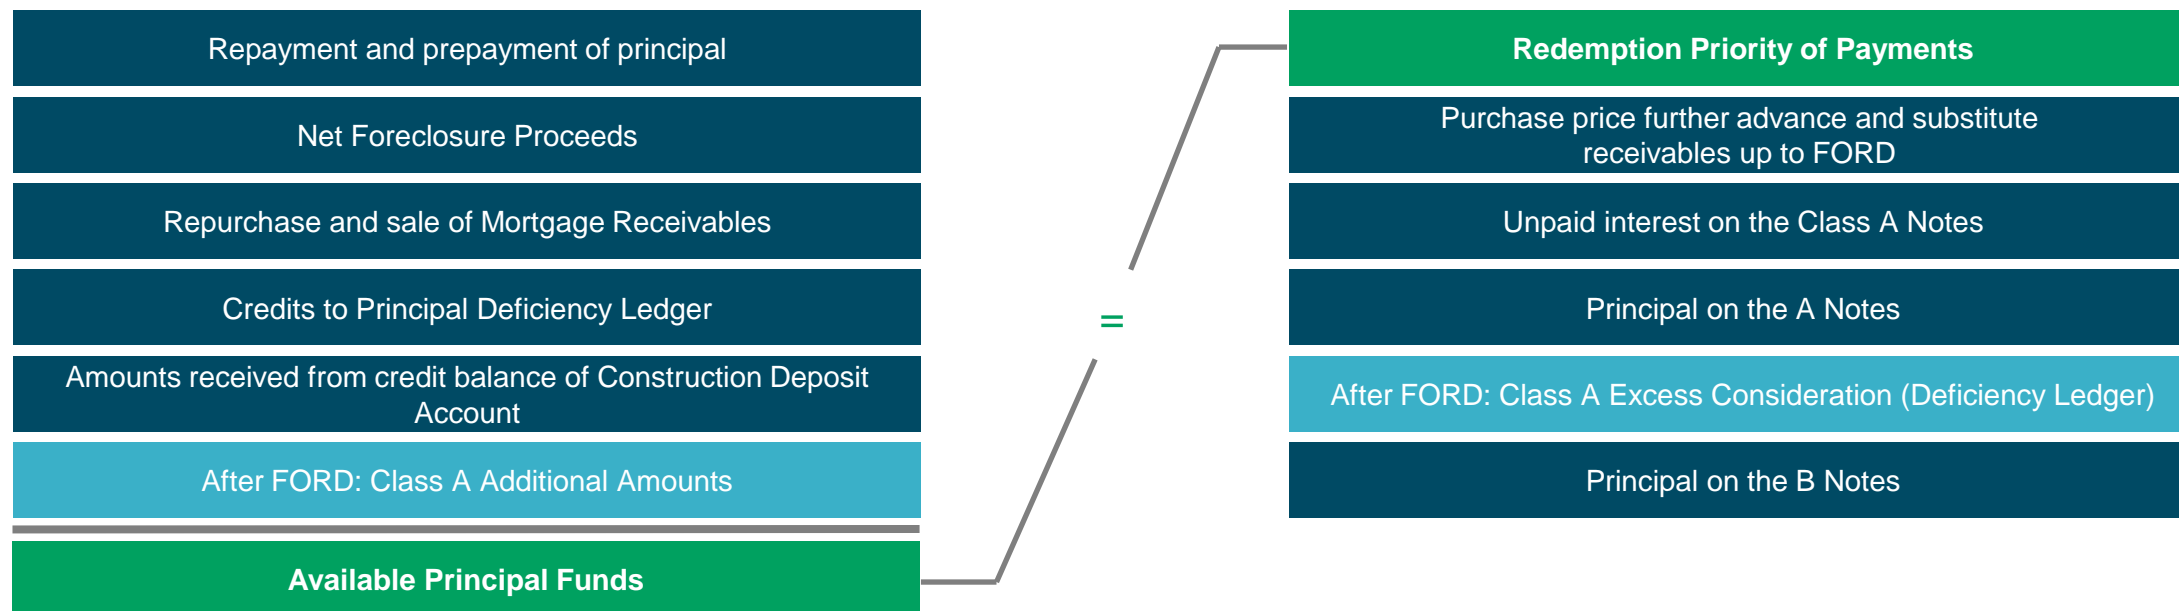 Repayment and prepayment of principal
Net Foreclosure Proceeds
Repurchase and sale of Mortgage Receivables
Credits to Principal Deficiency Ledger
Amounts received from credit balance of Construction Deposit
Account
After FORD: Class A Additional Amounts
Available Principal Funds
=
Redemption Priority of Payments
Purchase price further advance and substitute
receivables up to FORD
Unpaid interest on the Class A Notes
Principal on the A Notes
After FORD: Class A Excess Consideration (Deficiency Ledger)
Principal on the B Notes